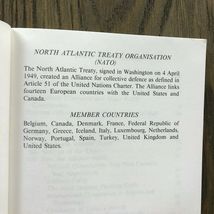 NORTH ATLANTIC TREATY ORGANISATION
(NATO)
The North Atlantic Treaty, signed in Washington on 4 April
1949, created an Alliance for collective defence as defined in
Article 51 of the United Nations Charter. The Alliance links
fourteen European countries with the United States and
Canada.
MEMBER COUNTRIES
Belgium, Canada, Denmark, France, Federal Republic of
Germany, Greece, Iceland, Italy, Luxembourg, Netherlands,
Norway, Portugal, Spain, Turkey, United Kingdom and
United States.